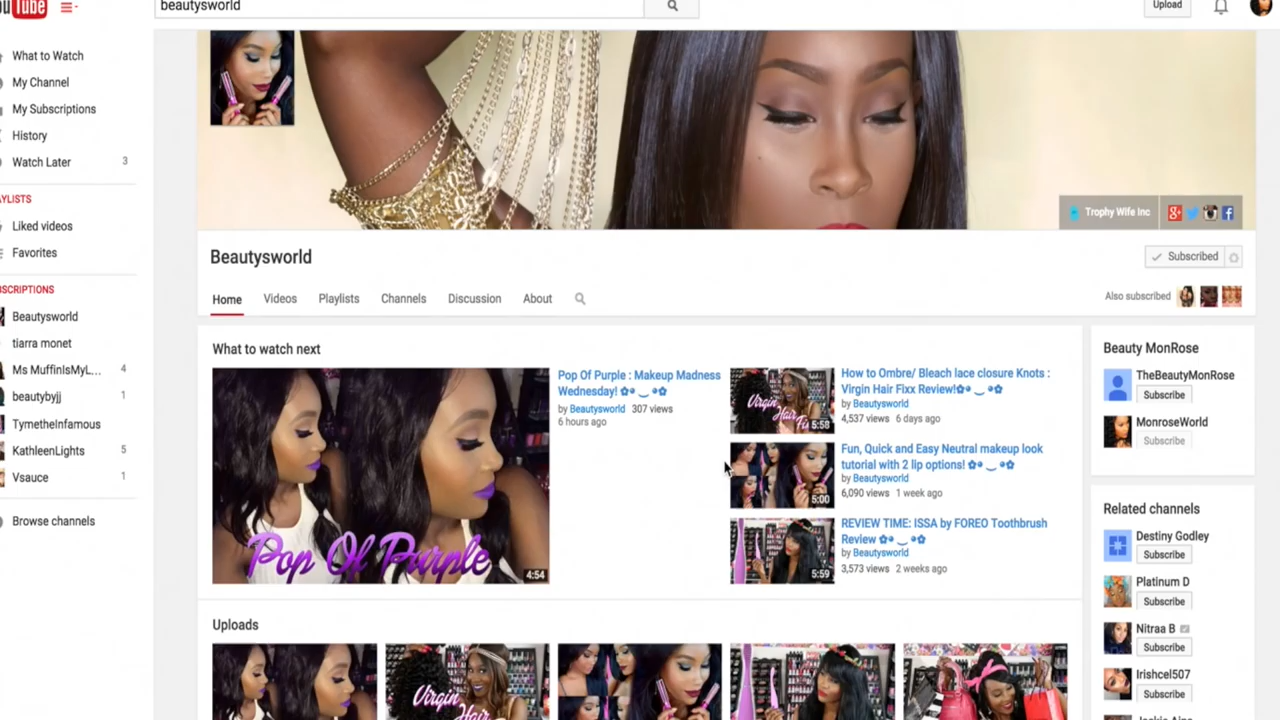 Tube
beautysworld
Upload
What to Watch
My Channel
My Subscriptions
History
Watch Later 3
Liked videos
Favorites
Beautysworld
tiarra monet
Ms MuffinIsMyL... 4
beautybyjj 1
TymetheInfamous
KathleenLights 5
Vsauce 1
Browse channels
Trophy Wife Inc
Beautysworld
Subscribed
Home Videos Playlists Channels Discussion About
Also subscribed
What to watch next
Pop Of Purple
4:54
Pop Of Purple : Makeup Madness
Wednesday! ✿◕ ‿ ◕✿
by Beautysworld 307 views
6 hours ago
Virgin
Hair
5:58
How to Ombre/ Bleach lace closure Knots :
Virgin Hair Fixx Review!✿◕ ‿ ◕✿
by Beautysworld
4,537 views 6 days ago
5:00
Fun, Quick and Easy Neutral makeup look
tutorial with 2 lip options! ✿◕ ‿ ◕✿
by Beautysworld
6,090 views 1 week ago
5:59
REVIEW TIME: ISSA by FOREO Toothbrush
Review ✿◕ ‿ ◕✿
by Beautysworld
3,573 views 2 weeks ago
Uploads
Virgin
Beauty MonRose
TheBeautyMonRose
Subscribe
MonroseWorld
Subscribe
Related channels
Destiny Godley
Subscribe
Platinum D
Subscribe
Nitraa B
Subscribe
Irishcel507
Subscribe